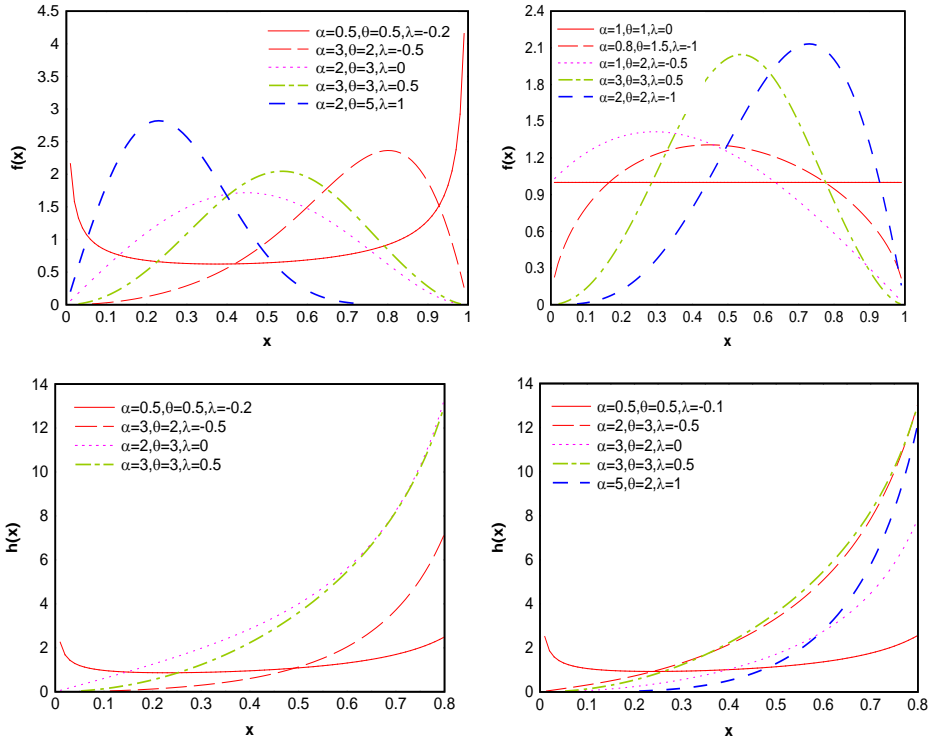 4.5
4
3.5
3
2.5
2
1.5
1
0.5
0
f(x)
α=0.5,θ=0.5,λ=-0.2
α=3,θ=2,λ=-0.5
α=2,θ=3,λ=0
α=3,θ=3,λ=0.5
α=2,θ=5,λ=1
0 0.1 0.2 0.3 0.4 0.5 0.6 0.7 0.8 0.9 1
x
2.4
2.1
1.8
1.5
1.2
0.9
0.6
0.3
0
f(x)
α=1,θ=1,λ=0
α=0.8,θ=1.5,λ=-1
α=1,θ=2,λ=-0.5
α=3,θ=3,λ=0.5
α=2,θ=2,λ=-1
0 0.1 0.2 0.3 0.4 0.5 0.6 0.7 0.8 0.9 1
x
14
12
10
8
6
4
2
0
h(x)
α=0.5,θ=0.5,λ=-0.2
α=3,θ=2,λ=-0.5
α=2,θ=3,λ=0
α=3,θ=3,λ=0.5
0 0.1 0.2 0.3 0.4 0.5 0.6 0.7 0.8
x
14
12
10
8
6
4
2
0
h(x)
α=0.5,θ=0.5,λ=-0.1
α=2,θ=3,λ=-0.5
α=3,θ=2,λ=0
α=3,θ=3,λ=0.5
α=5,θ=2,λ=1
0 0.1 0.2 0.3 0.4 0.5 0.6 0.7 0.8
x